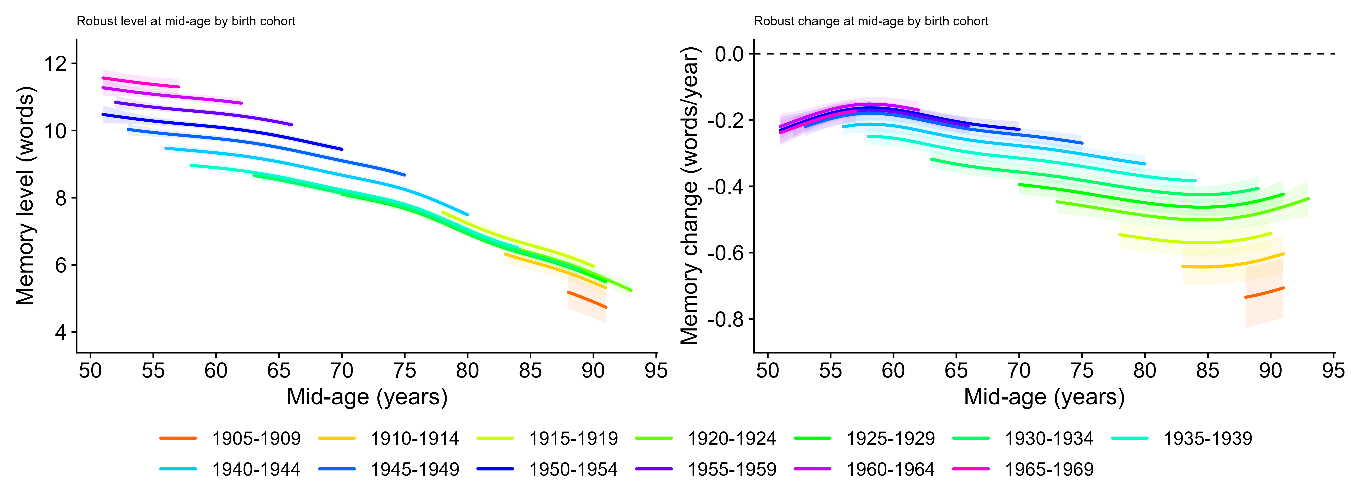 Robust level at mid-age by birth cohort
Memory level (words)
12
10
8
6
4
50 55 60 65 70 75 80 85 90 95
Mid-age (years)
Robust change at mid-age by birth cohort
Memory change (words/year)
0.0
-0.2
-0.4
-0.6
-0.8
50 55 60 65 70 75 80 85 90 95
Mid-age (years)
1905-1909 1910-1914 1915-1919 1920-1924 1925-1929 1930-1934 1935-1939
1940-1944 1945-1949 1950-1954 1955-1959 1960-1964 1965-1969